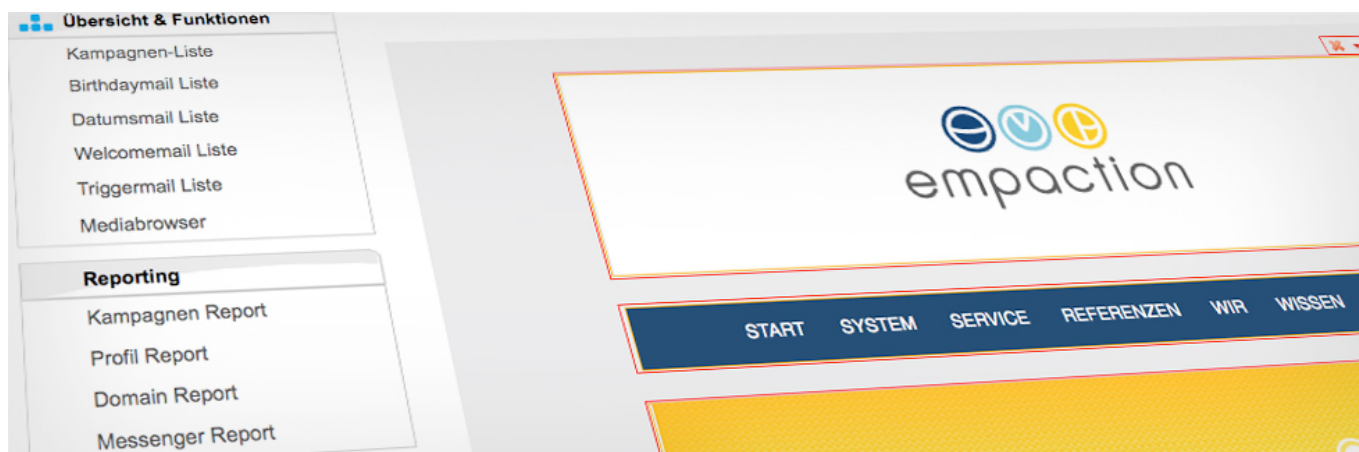 Übersicht & Funktionen
Kampagnen-Liste
Birthdaymail Liste
Datumsmail Liste
Welcomemail Liste
Triggermail Liste
Mediabrowser
Reporting
Kampagnen Report
Profil Report
Domain Report
Messenger Report
empaction
START SYSTEM SERVICE REFERENZEN WIR WISSEN